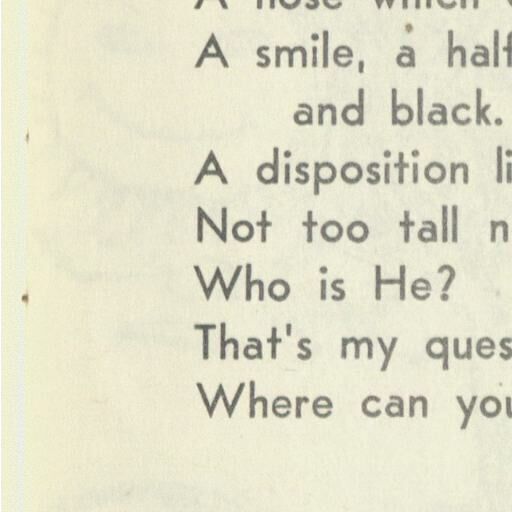 A nose which
A smile, a half
and black.
A disposition li
Not too tall n
Who is He?
That's my ques
Where can you